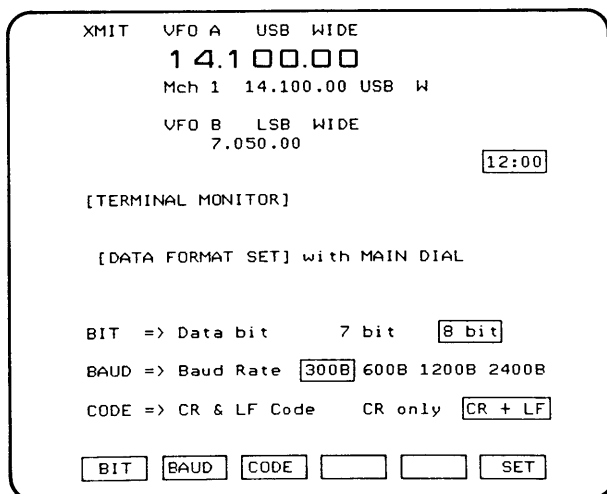 XMIT VFO A USB WIDE
14.100.00
Mch 1 14.100.00 USB W
VFO B LSB WIDE
7.050.00
12:00
[TERMINAL MONITOR]
[DATA FORMAT SET] with MAIN DIAL
BIT => Data bit 7 bit 8 bit
BAUD => Baud Rate 300B 600B 1200B 2400B
CODE => CR & LF Code CR only CR + LF
BIT BAUD CODE SET